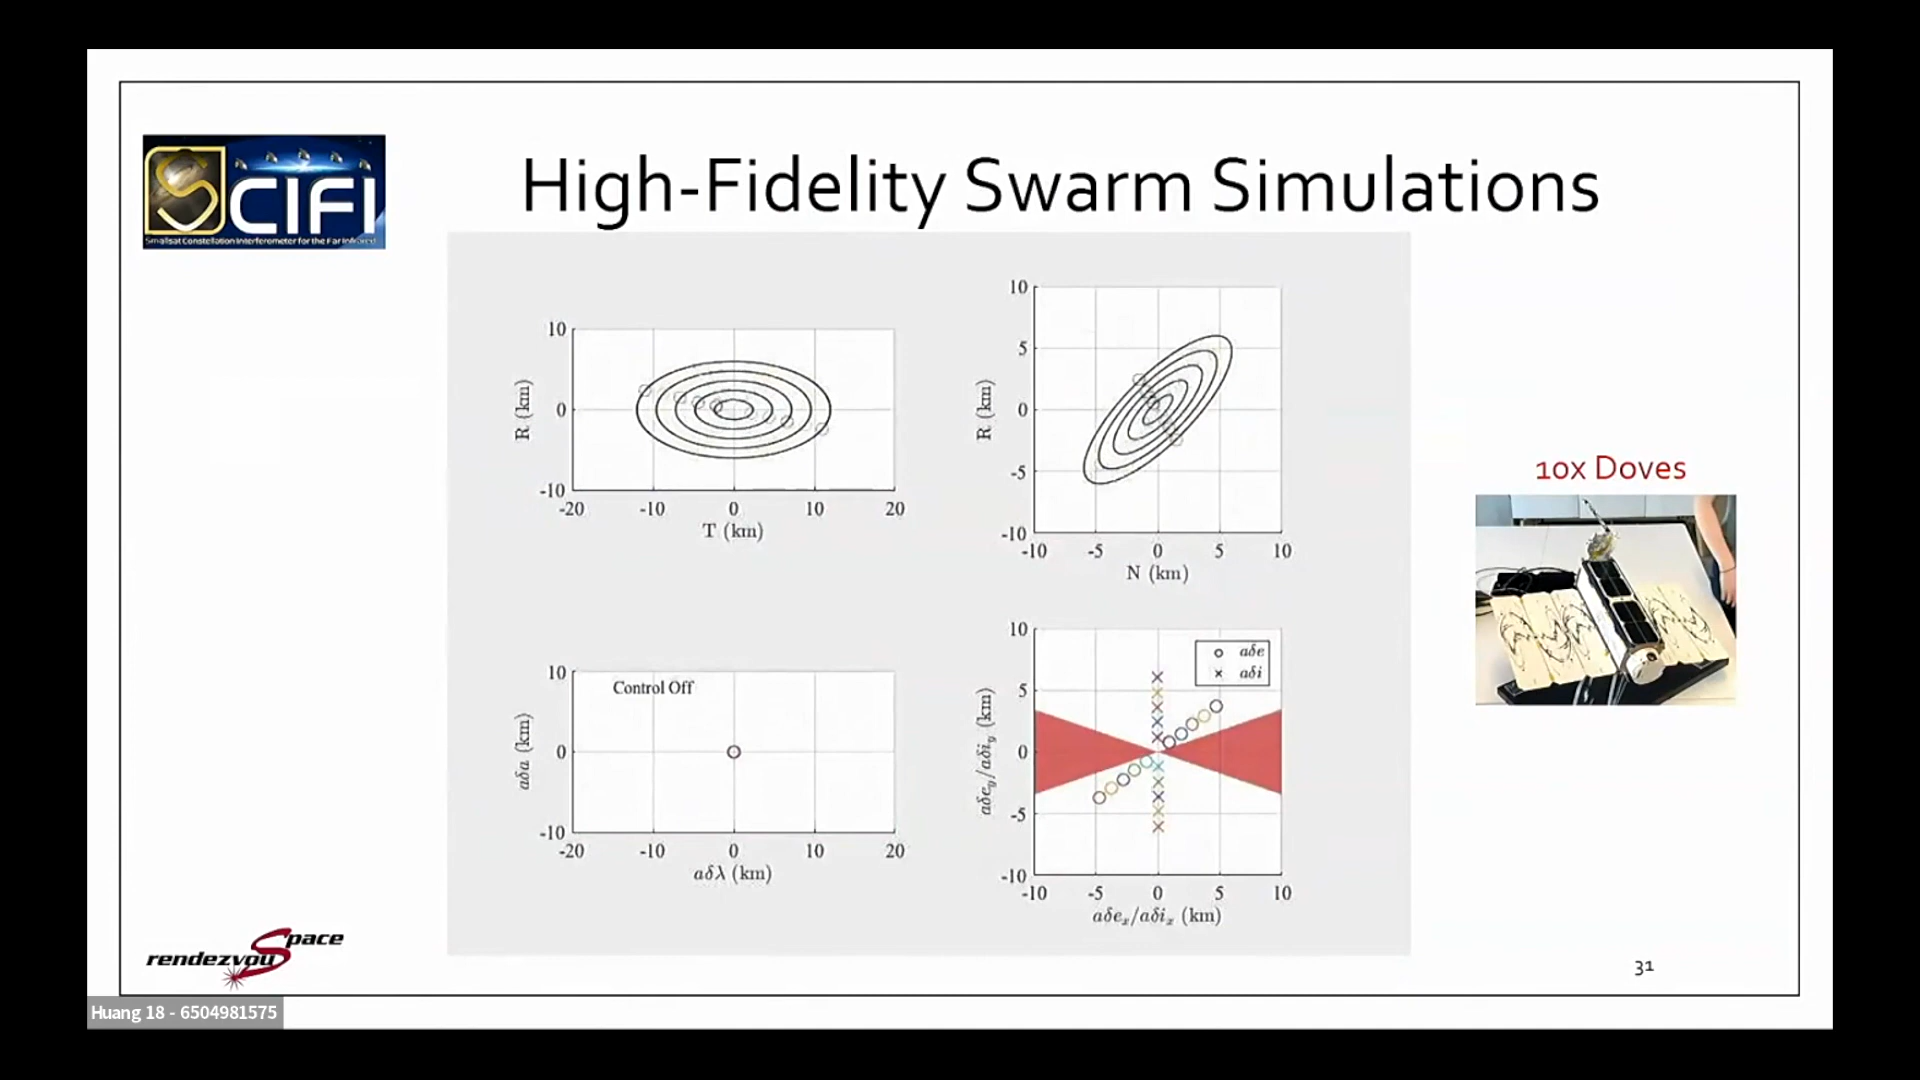 SCIFI
Smallsat Constellation Interferometer for the Far Infrared
High-Fidelity Swarm Simulations
10
0
-10
R (km)
-20 -10 0 10 20
T (km)
10
5
0
-5
-10
R (km)
-10 -5 0 5 10
N (km)
10x Doves
Control Off
10
0
-10
aδa (km)
-20 -10 0 10 20
aδλ (km)
aδe
aδi
10
5
0
-5
-10
aδe_y/aδi_y (km)
-10 -5 0 5 10
aδe_x/aδi_x (km)
rendezvouSpace
31
Huang 18 - 6504981575